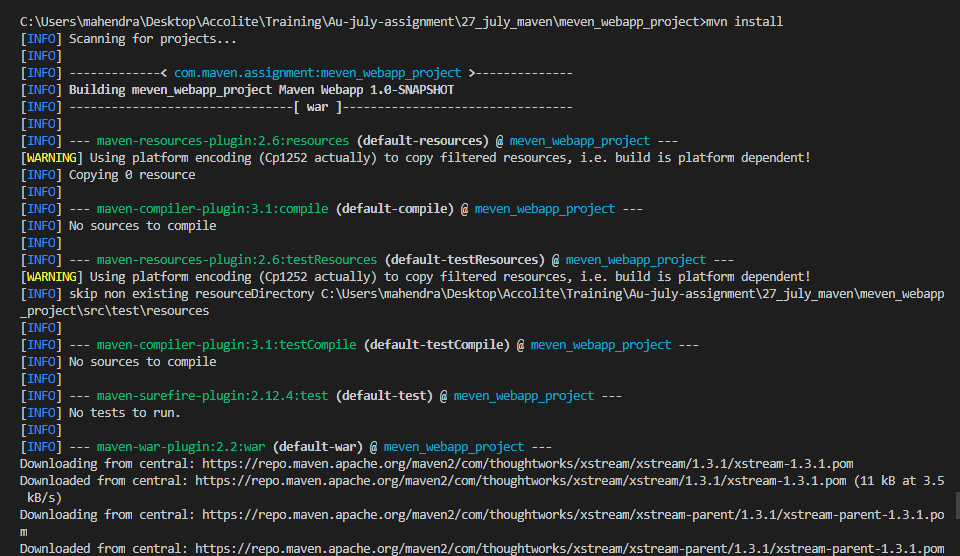 C:\Users\mahendra\Desktop\Accolite\Training\Au-july-assignment\27_july_maven\meven_webapp_project>mvn install
[INFO] Scanning for projects...
[INFO]
[INFO] -------------< com.maven.assignment:meven_webapp_project >--------------
[INFO] Building meven_webapp_project Maven Webapp 1.0-SNAPSHOT
[INFO] --------------------------------[ war ]---------------------------------
[INFO]
[INFO] --- maven-resources-plugin:2.6:resources (default-resources) @ meven_webapp_project ---
[WARNING] Using platform encoding (Cp1252 actually) to copy filtered resources, i.e. build is platform dependent!
[INFO] Copying 0 resource
[INFO]
[INFO] --- maven-compiler-plugin:3.1:compile (default-compile) @ meven_webapp_project ---
[INFO] No sources to compile
[INFO]
[INFO] --- maven-resources-plugin:2.6:testResources (default-testResources) @ meven_webapp_project ---
[WARNING] Using platform encoding (Cp1252 actually) to copy filtered resources, i.e. build is platform dependent!
[INFO] skip non existing resourceDirectory C:\Users\mahendra\Desktop\Accolite\Training\Au-july-assignment\27_july_maven\meven_webapp
_project\src\test\resources
[INFO]
[INFO] --- maven-compiler-plugin:3.1:testCompile (default-testCompile) @ meven_webapp_project ---
[INFO] No sources to compile
[INFO]
[INFO] --- maven-surefire-plugin:2.12.4:test (default-test) @ meven_webapp_project ---
[INFO] No tests to run.
[INFO]
[INFO] --- maven-war-plugin:2.2:war (default-war) @ meven_webapp_project ---
Downloading from central: https://repo.maven.apache.org/maven2/com/thoughtworks/xstream/xstream/1.3.1/xstream-1.3.1.pom
Downloaded from central: https://repo.maven.apache.org/maven2/com/thoughtworks/xstream/xstream/1.3.1/xstream-1.3.1.pom (11 kB at 3.5
 kB/s)
Downloading from central: https://repo.maven.apache.org/maven2/com/thoughtworks/xstream/xstream-parent/1.3.1/xstream-parent-1.3.1.po
m
Downloaded from central: https://repo.maven.apache.org/maven2/com/thoughtworks/xstream/xstream-parent/1.3.1/xstream-parent-1.3.1.pom